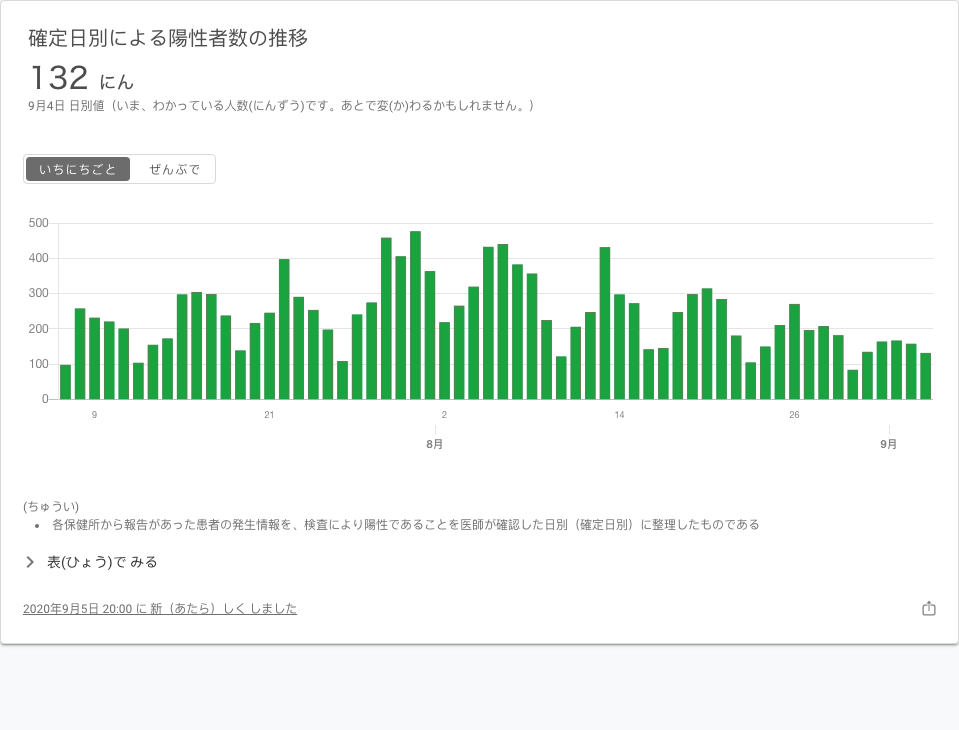 確定日別による陽性者数の推移
132 にん
9月4日 日別値（いま、わかっている人数(にんずう)です。あとで変(か)わるかもしれません。）
いちにちごと ぜんぶで
500
400
300
200
100
0
9 21 2 14 26
8月 9月
(ちゅうい)
• 各保健所から報告があった患者の発生情報を、検査により陽性であることを医師が確認した日別（確定日別）に整理したものである
表(ひょう)で みる
2020年9月5日 20:00 に 新（あたら）しく しました